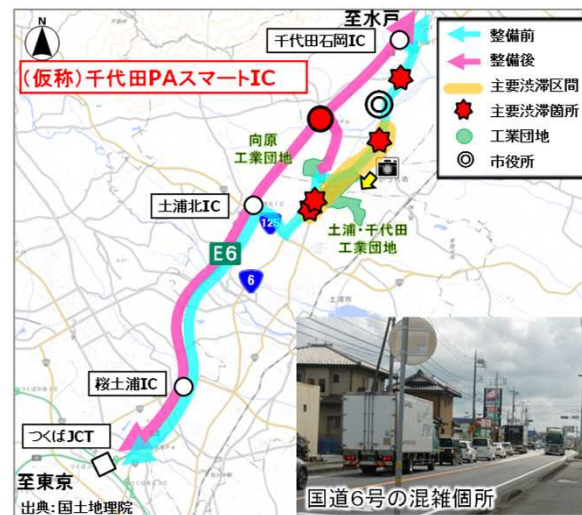 至水戸
千代田石岡IC
(仮称)千代田PAスマートIC
整備前
整備後
主要渋滞区間
主要渋滞箇所
工業団地
市役所
向原
工業団地
土浦北IC
125
土浦・千代田
工業団地
E6
6
土浦市
桜土浦IC
つくばJCT
至東京
出典:国土地理院
国道6号の混雑個所